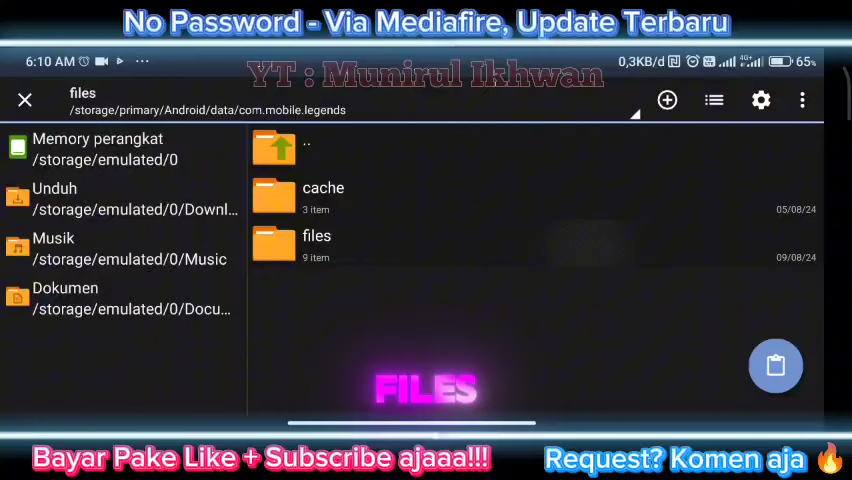 No Password - Via Mediafire, Update Terbaru
6:10 AM
YT : Munirul Ikhwan
0,3KB/d
4G+
65%
files
/storage/primary/Android/data/com.mobile.legends
Memory perangkat
/storage/emulated/0
Unduh
/storage/emulated/0/Downl...
Musik
/storage/emulated/0/Music
Dokumen
/storage/emulated/0/Docu...
..
cache
3 item
05/08/24
files
9 item
09/08/24
FILES
Bayar Pake Like + Subscribe ajaaa!!!
Request? Komen aja 🔥